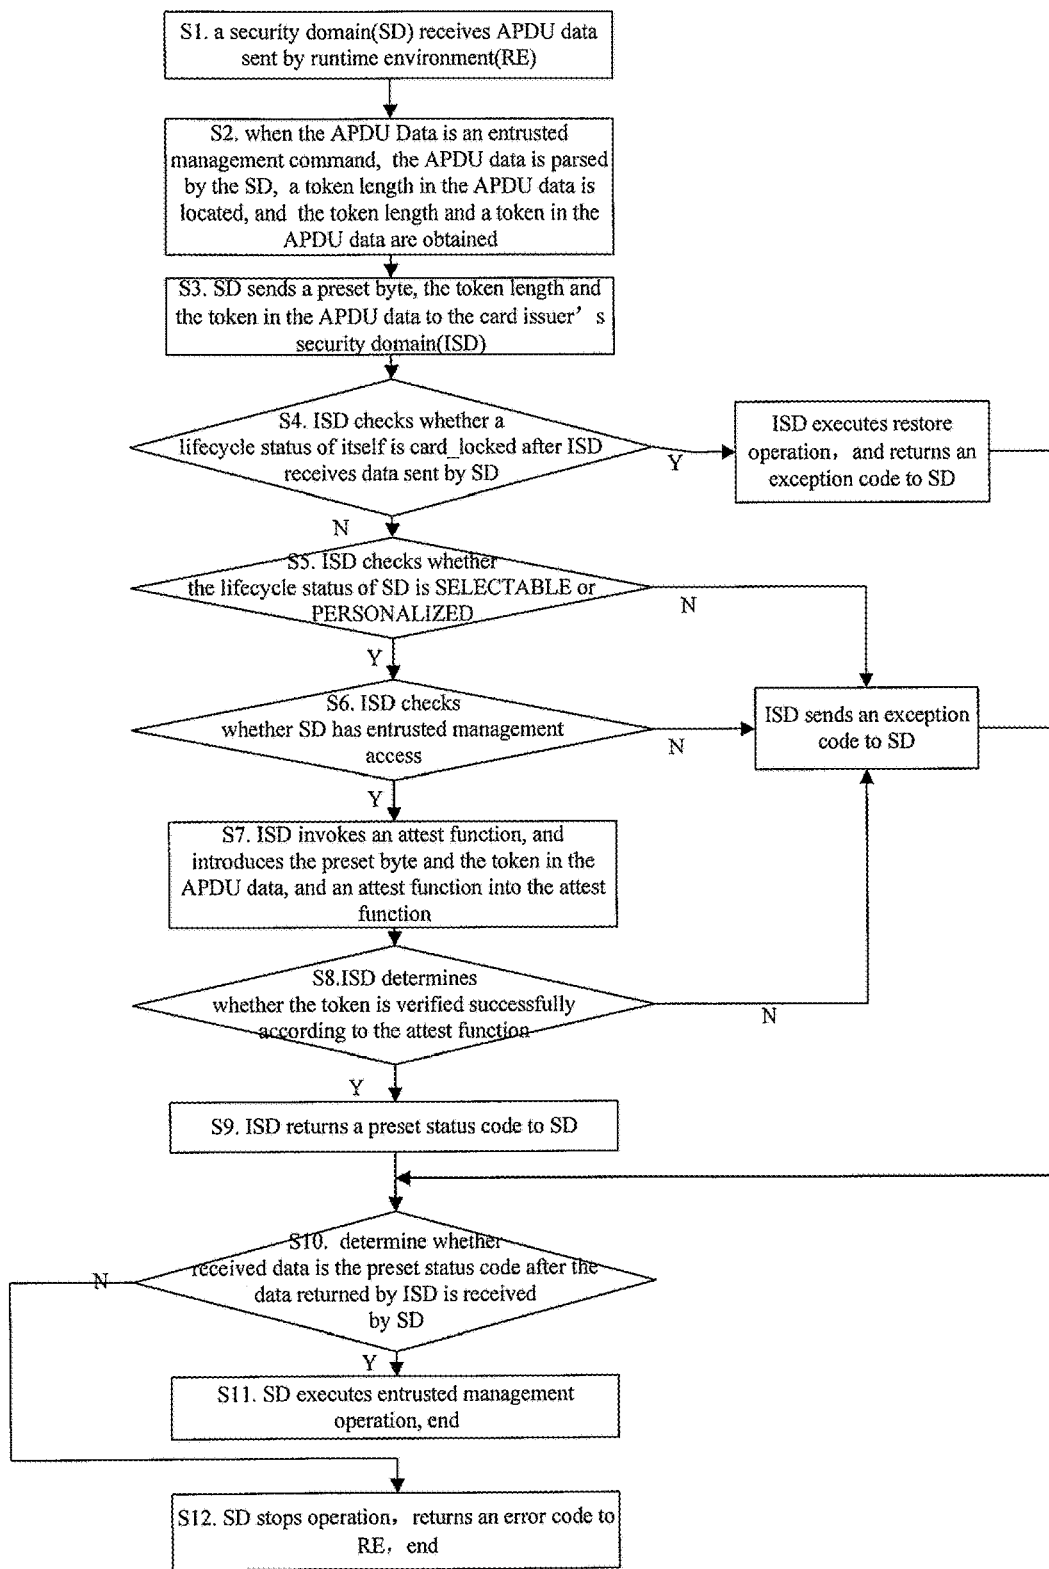 S1. a security domain(SD) receives APDU data
sent by runtime environment(RE)
S2. when the APDU Data is an entrusted
management command, the APDU data is parsed
by the SD, a token length in the APDU data is
located, and the token length and a token in the
APDU data are obtained
S3. SD sends a preset byte, the token length and
the token in the APDU data to the card issuer's
security domain(ISD)
S4. ISD checks whether a
lifecycle status of itself is card_locked after ISD
receives data sent by SD
Y
ISD executes restore
operation, and returns an
exception code to SD
N
S5. ISD checks whether
the lifecycle status of SD is SELECTABLE or
PERSONALIZED
N
Y
S6. ISD checks
whether SD has entrusted management
access
N
ISD sends an exception
code to SD
Y
S7. ISD invokes an attest function, and
introduces the preset byte and the token in the
APDU data, and an attest function into the attest
function
S8.ISD determines
whether the token is verified successfully
according to the attest function
N
Y
S9. ISD returns a preset status code to SD
S10. determine whether
received data is the preset status code after the
data returned by ISD is received
by SD
N
Y
S11. SD executes entrusted management
operation, end
S12. SD stops operation, returns an error code to
RE, end